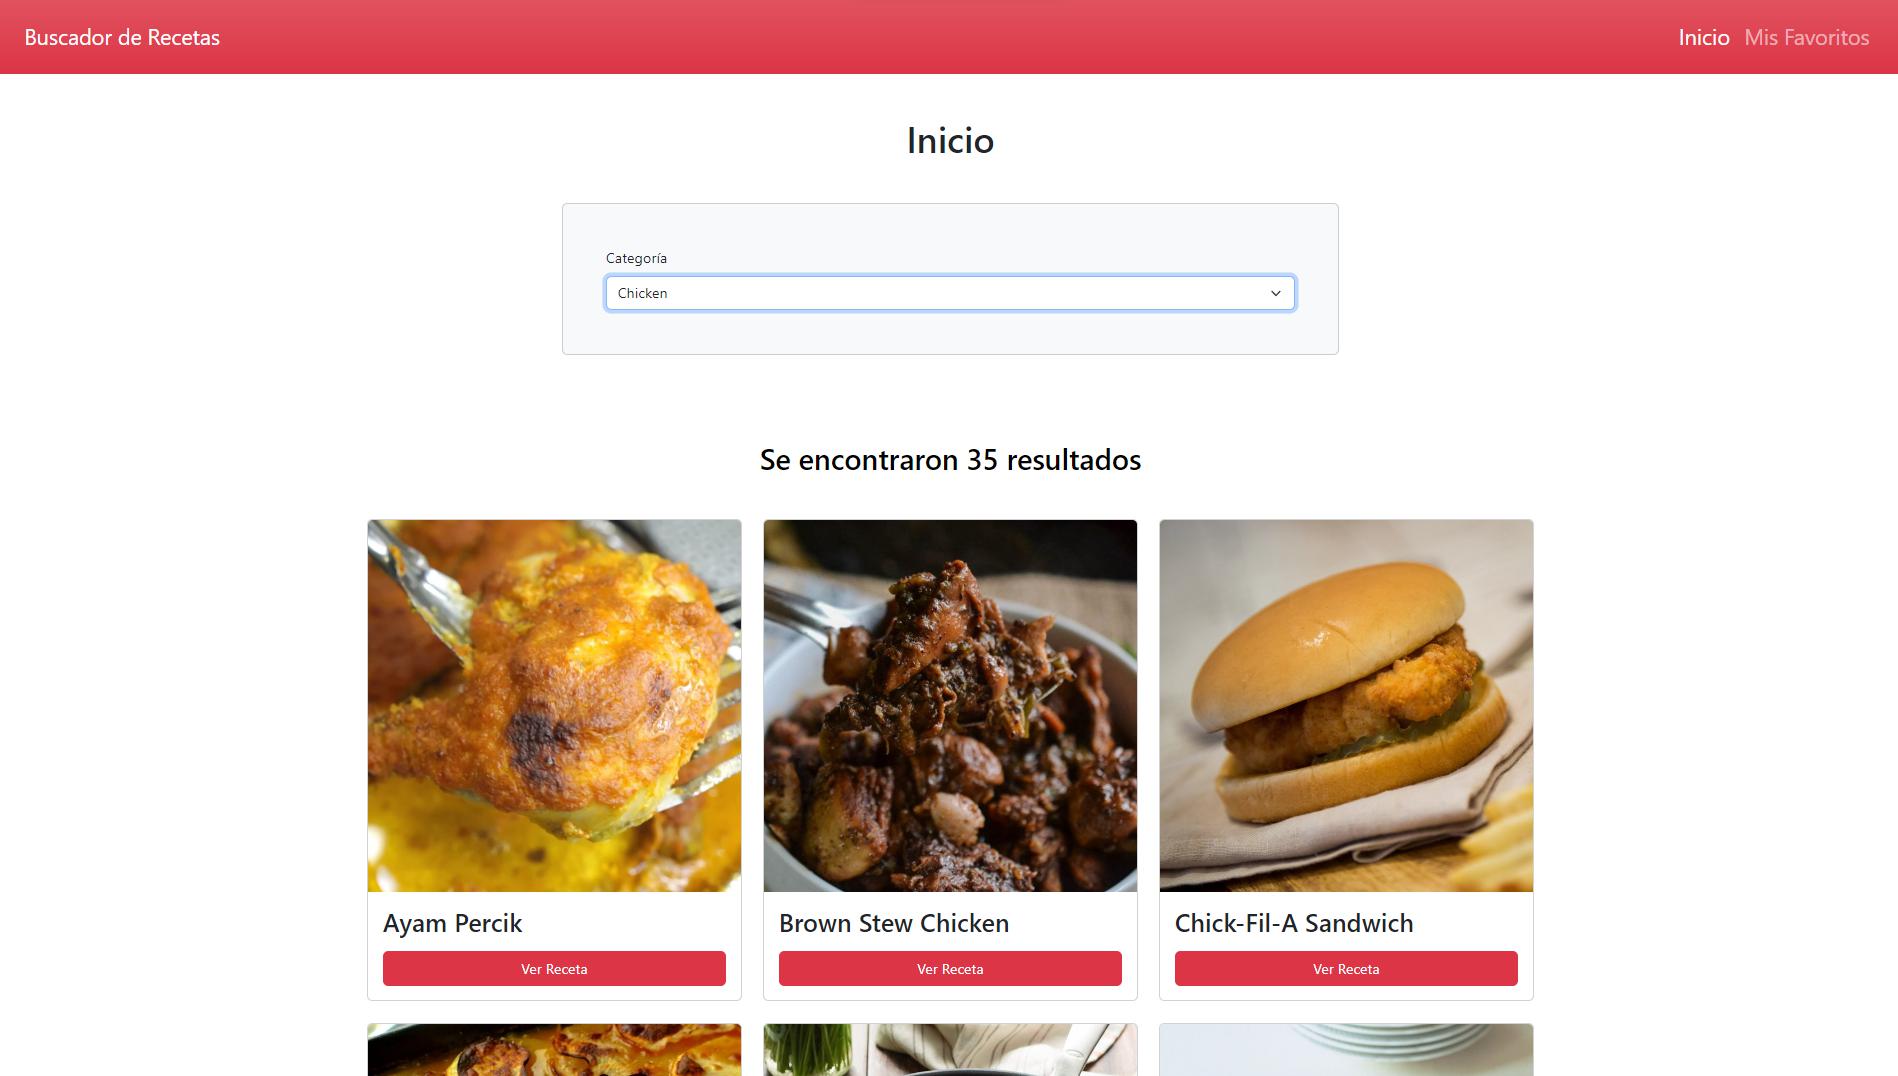 Buscador de Recetas
Inicio Mis Favoritos
Inicio
Categoría
Chicken
Se encontraron 35 resultados
Ayam Percik
Ver Receta
Brown Stew Chicken
Ver Receta
Chick-Fil-A Sandwich
Ver Receta